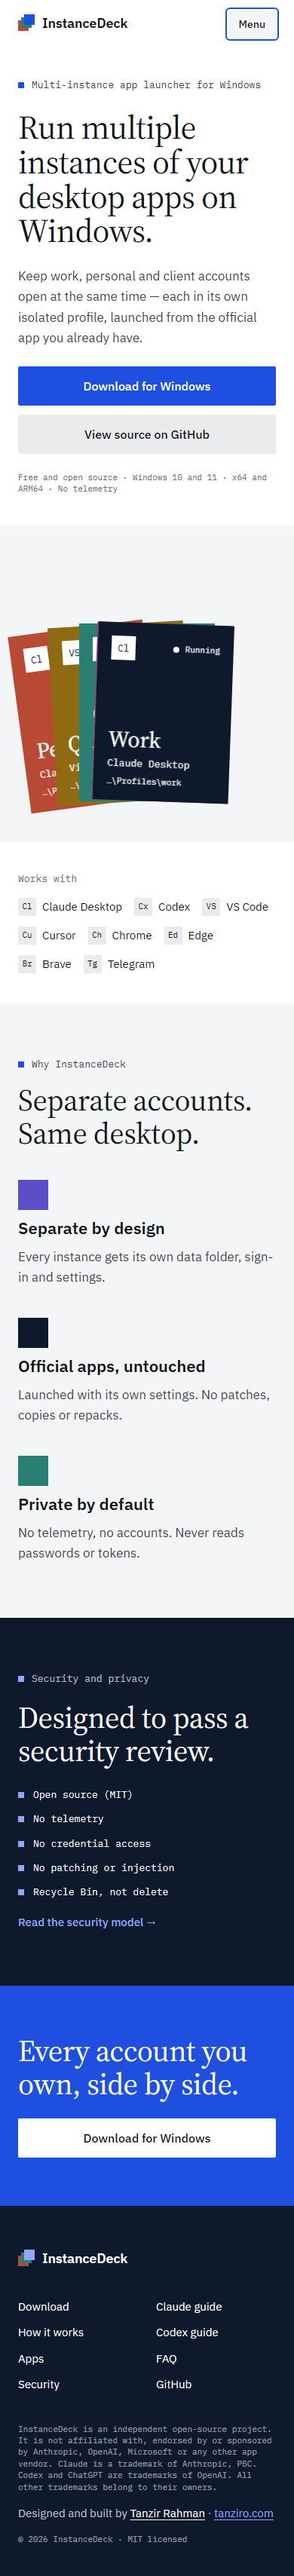 InstanceDeck
Menu
Multi-instance app launcher for Windows
Run multiple
instances of your
desktop apps on
Windows.
Keep work, personal and client accounts
open at the same time — each in its own
isolated profile, launched from the official
app you already have.
Download for Windows
View source on GitHub
Free and open source · Windows 10 and 11 · x64 and
ARM64 · No telemetry
Cl
VS
Cl
Running
Work
Claude Desktop
…\Profiles\work
Works with
Cl Claude Desktop Cx Codex VS VS Code
Cu Cursor Ch Chrome Ed Edge
Br Brave Tg Telegram
Why InstanceDeck
Separate accounts.
Same desktop.
Separate by design
Every instance gets its own data folder, sign-
in and settings.
Official apps, untouched
Launched with its own settings. No patches,
copies or repacks.
Private by default
No telemetry, no accounts. Never reads
passwords or tokens.
Security and privacy
Designed to pass a
security review.
Open source (MIT)
No telemetry
No credential access
No patching or injection
Recycle Bin, not delete
Read the security model →
Every account you
own, side by side.
Download for Windows
InstanceDeck
Download Claude guide
How it works Codex guide
Apps FAQ
Security GitHub
InstanceDeck is an independent open-source project.
It is not affiliated with, endorsed by or sponsored
by Anthropic, OpenAI, Microsoft or any other app
vendor. Claude is a trademark of Anthropic, PBC.
Codex and ChatGPT are trademarks of OpenAI. All
other trademarks belong to their owners.
Designed and built by Tanzir Rahman · tanziro.com
© 2026 InstanceDeck · MIT licensed